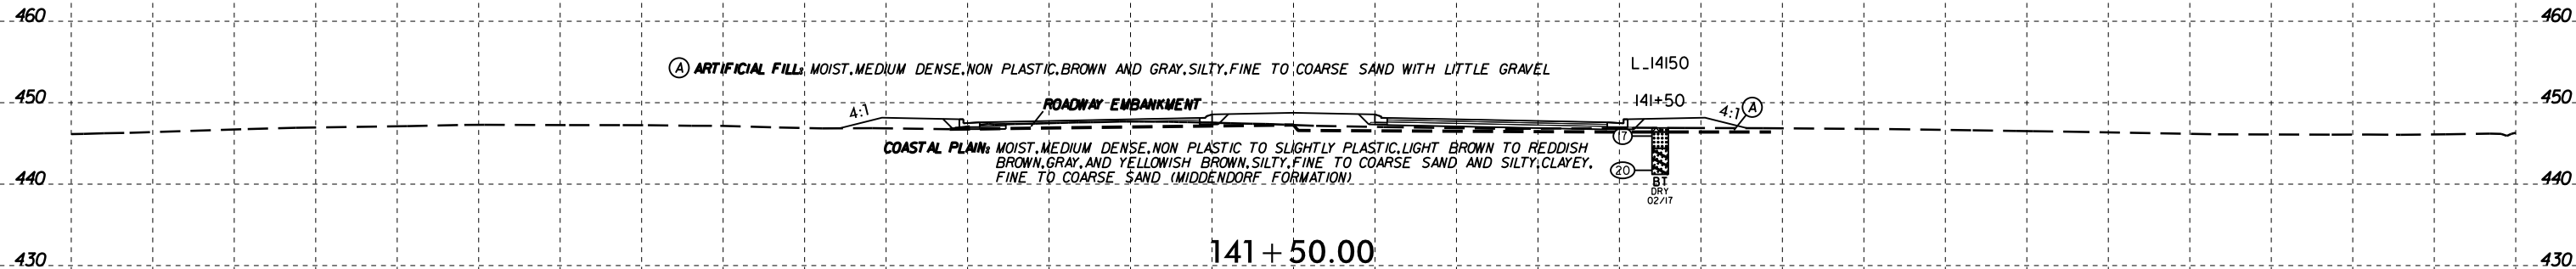 460 460
Ⓐ ARTIFICIAL FILL: MOIST,MEDIUM DENSE,NON PLASTIC,BROWN AND GRAY,SILTY,FINE TO COARSE SAND WITH LITTLE GRAVEL
L_14150
450 450
4:1
ROADWAY EMBANKMENT
141+50
4:1
Ⓐ
17
COASTAL PLAIN: MOIST,MEDIUM DENSE,NON PLASTIC TO SLIGHTLY PLASTIC,LIGHT BROWN TO REDDISH
BROWN,GRAY,AND YELLOWISH BROWN,SILTY,FINE TO COARSE SAND AND SILTY,CLAYEY,
FINE TO COARSE SAND (MIDDENDORF FORMATION)
20
440 440
BT
DRY
02/17
141+50.00
430 430